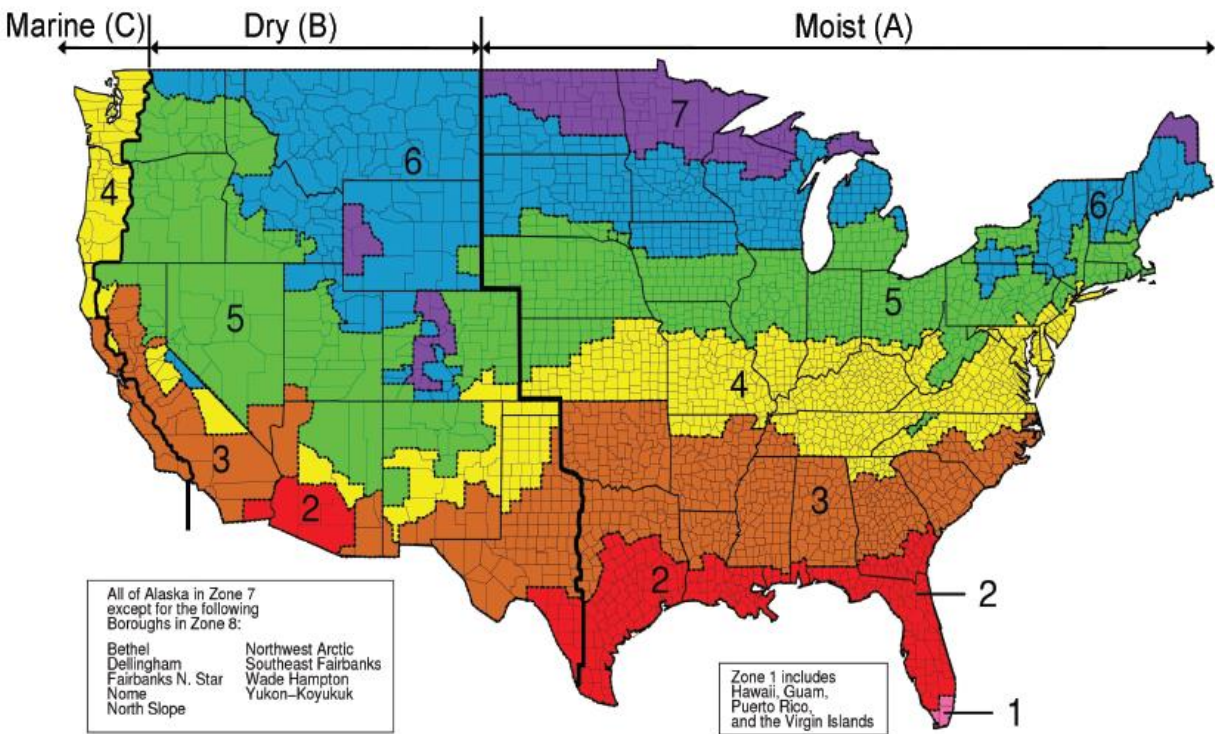 Marine (C)
Dry (B)
Moist (A)
7
6
4
6
5
5
4
3
3
2
2
2
1
All of Alaska in Zone 7
except for the following
Boroughs in Zone 8:
Bethel
Dellingham
Fairbanks N. Star
Nome
North Slope
Northwest Arctic
Southeast Fairbanks
Wade Hampton
Yukon–Koyukuk
Zone 1 includes
Hawaii, Guam,
Puerto Rico,
and the Virgin Islands